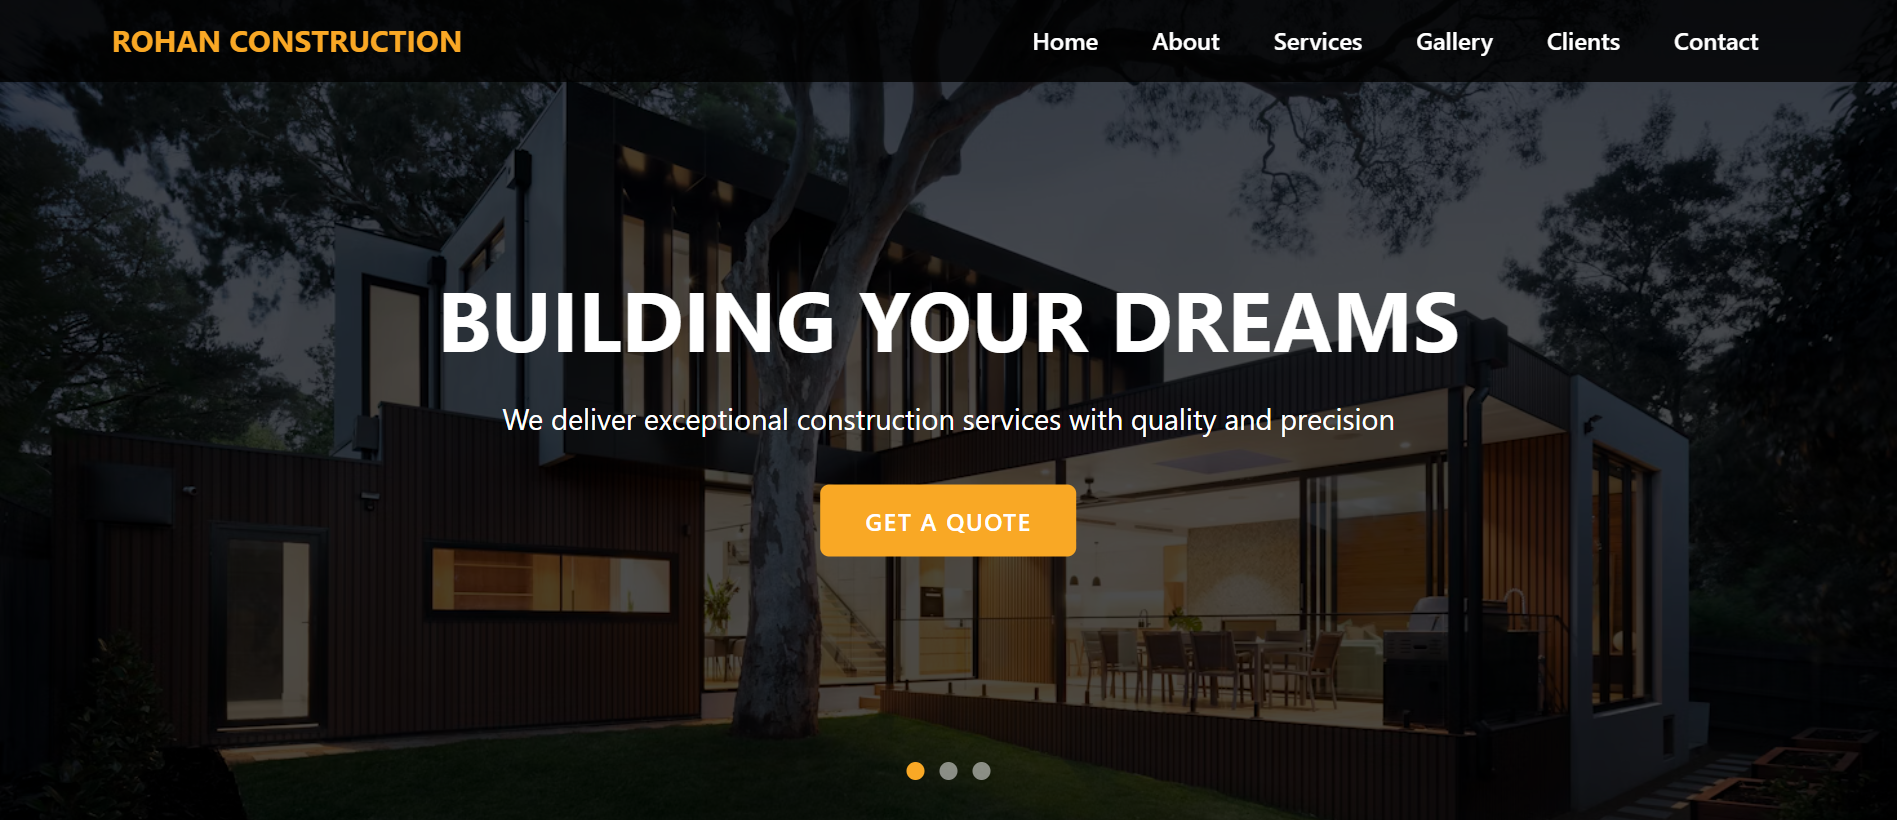 ROHAN CONSTRUCTION
Home About Services Gallery Clients Contact
BUILDING YOUR DREAMS
We deliver exceptional construction services with quality and precision
GET A QUOTE